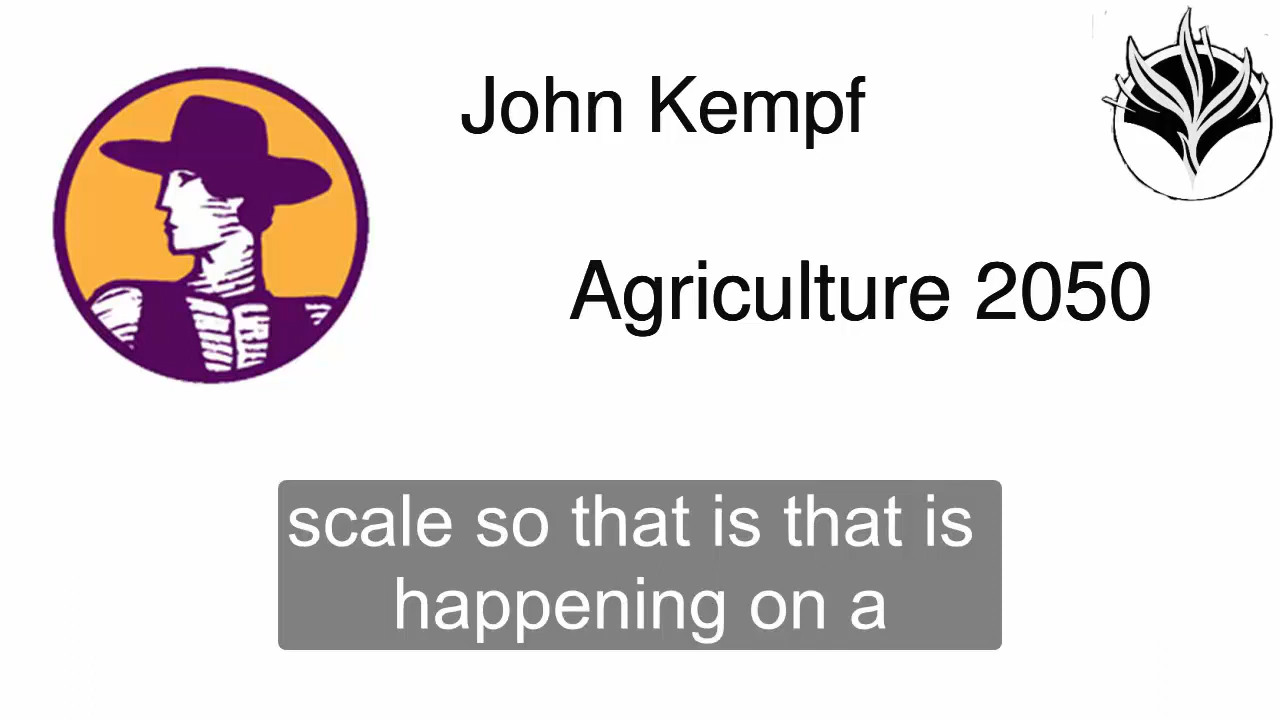 John Kempf
Agriculture 2050
scale so that is that is
happening on a